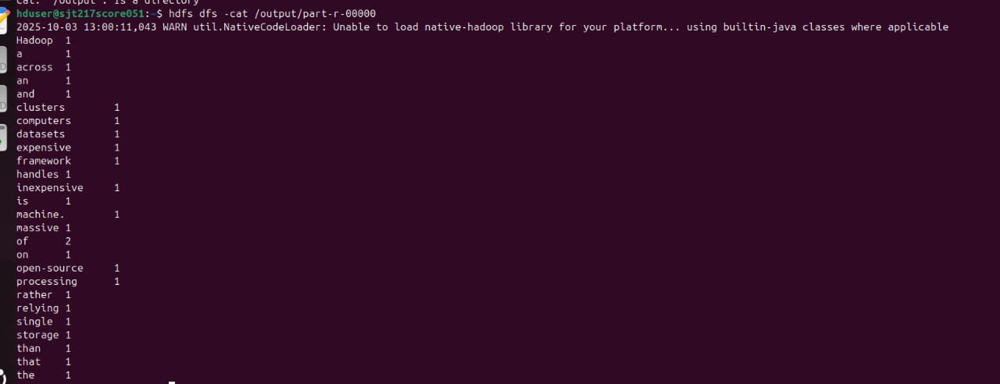 cat: `/output': Is a directory
hduser@sjt217score051:~$ hdfs dfs -cat /output/part-r-00000
2025-10-03 13:00:11,043 WARN util.NativeCodeLoader: Unable to load native-hadoop library for your platform... using builtin-java classes where applicable
Hadoop 1
a 1
across 1
an 1
and 1
clusters 1
computers 1
datasets 1
expensive 1
framework 1
handles 1
inexpensive 1
is 1
machine. 1
massive 1
of 2
on 1
open-source 1
processing 1
rather 1
relying 1
single 1
storage 1
than 1
that 1
the 1